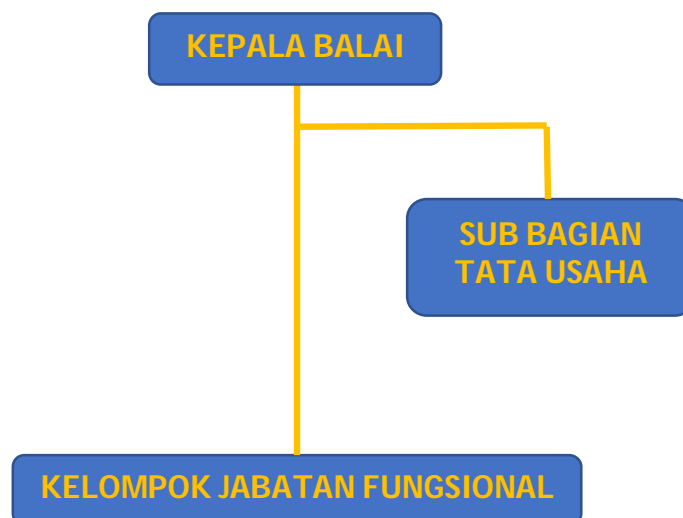 KEPALA BALAI
SUB BAGIAN
TATA USAHA
KELOMPOK JABATAN FUNGSIONAL